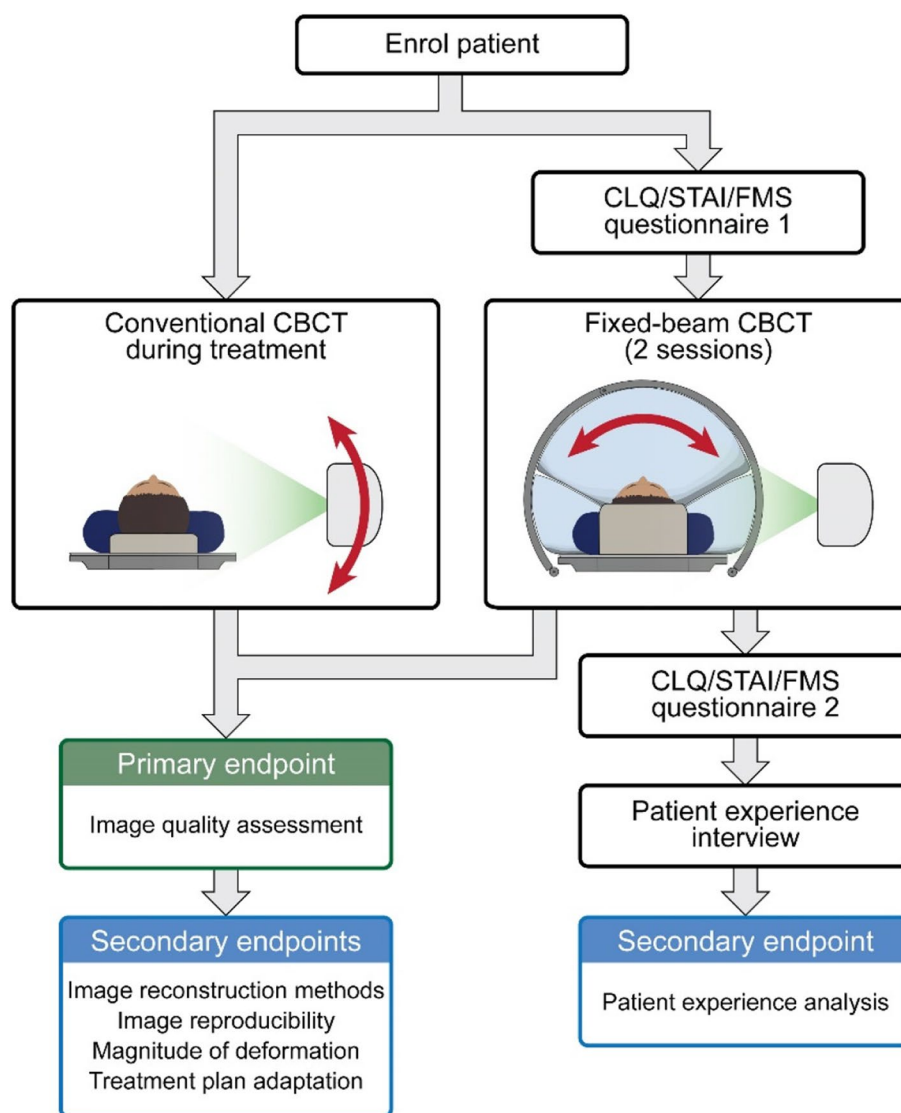 Enrol patient
CLQ/STAI/FMS
questionnaire 1
Conventional CBCT
during treatment
Fixed-beam CBCT
(2 sessions)
CLQ/STAI/FMS
questionnaire 2
Primary endpoint
Image quality assessment
Patient experience
interview
Secondary endpoints
Image reconstruction methods
Image reproducibility
Magnitude of deformation
Treatment plan adaptation
Secondary endpoint
Patient experience analysis